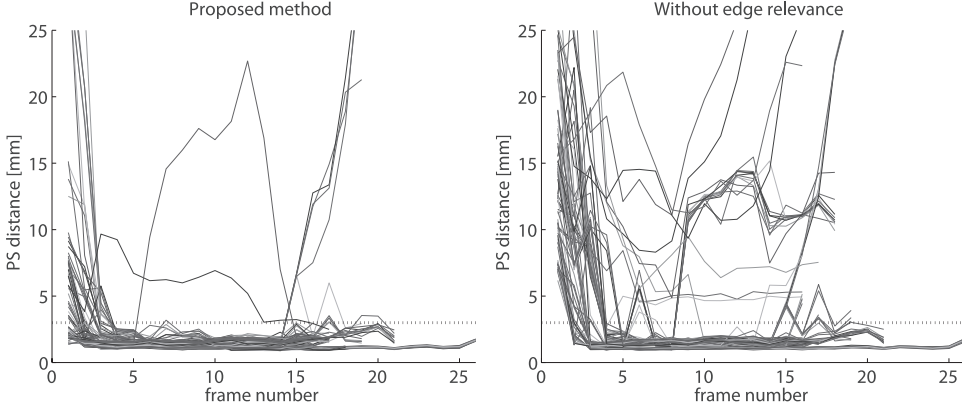 Proposed method
PS distance [mm]
25
20
15
10
5
0
0 5 10 15 20 25
frame number
Without edge relevance
PS distance [mm]
25
20
15
10
5
0
0 5 10 15 20 25
frame number